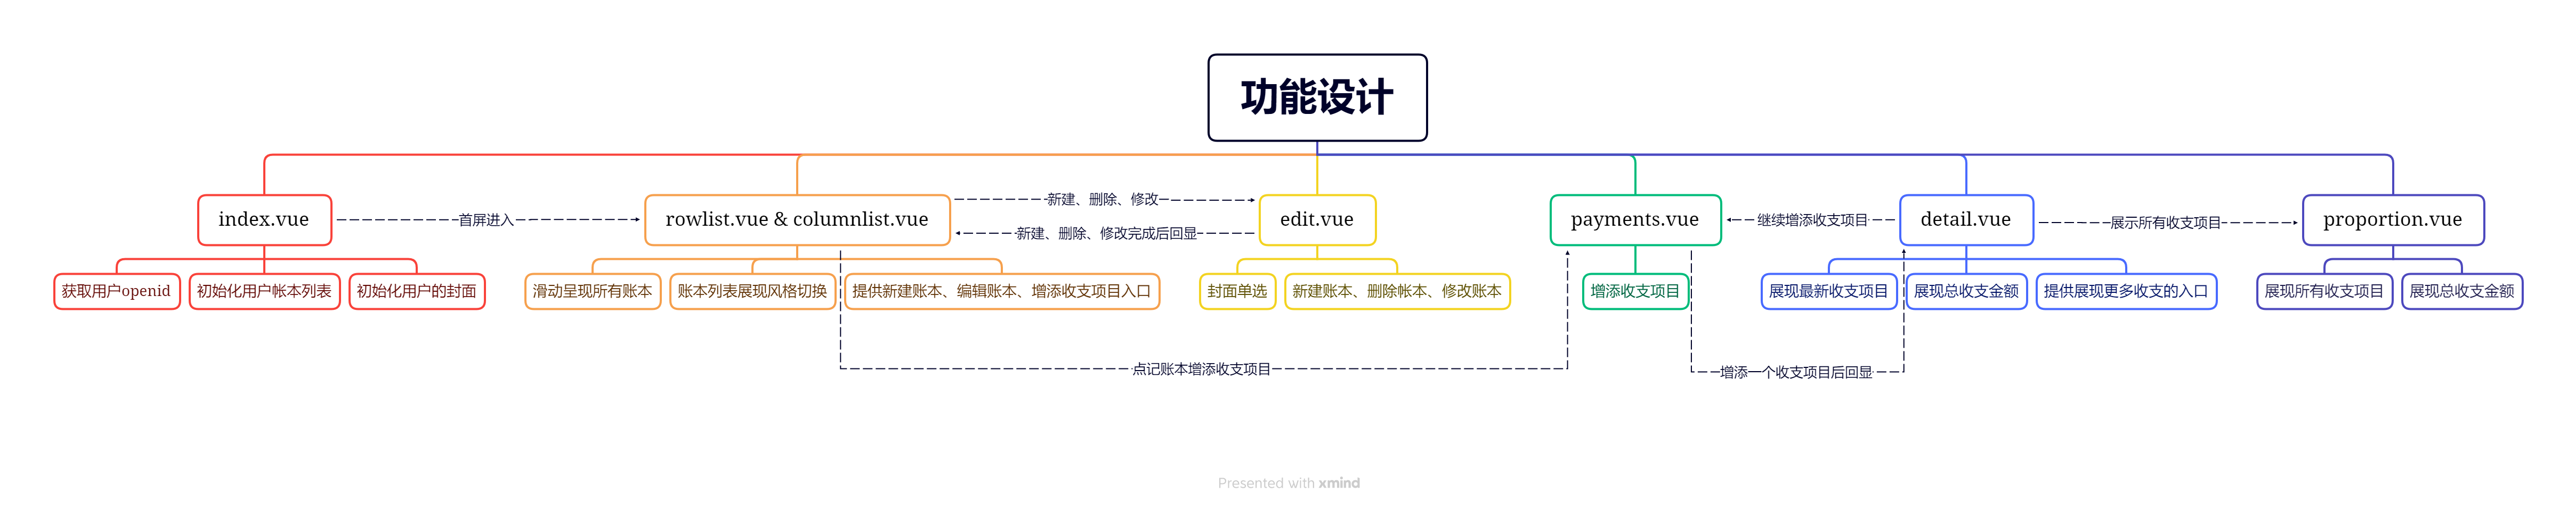 功能设计
index.vue
首屏进入
rowlist.vue & columnlist.vue
新建、删除、修改
新建、删除、修改完成后回显
edit.vue
payments.vue
继续增添收支项目
detail.vue
展示所有收支项目
proportion.vue
获取用户openid
初始化用户帐本列表
初始化用户的封面
滑动呈现所有账本
账本列表展现风格切换
提供新建账本、编辑账本、增添收支项目入口
封面单选
新建账本、删除帐本、修改账本
增添收支项目
展现最新收支项目
展现总收支金额
提供展现更多收支的入口
展现所有收支项目
展现总收支金额
点记账本增添收支项目
增添一个收支项目后回显
Presented with xmind